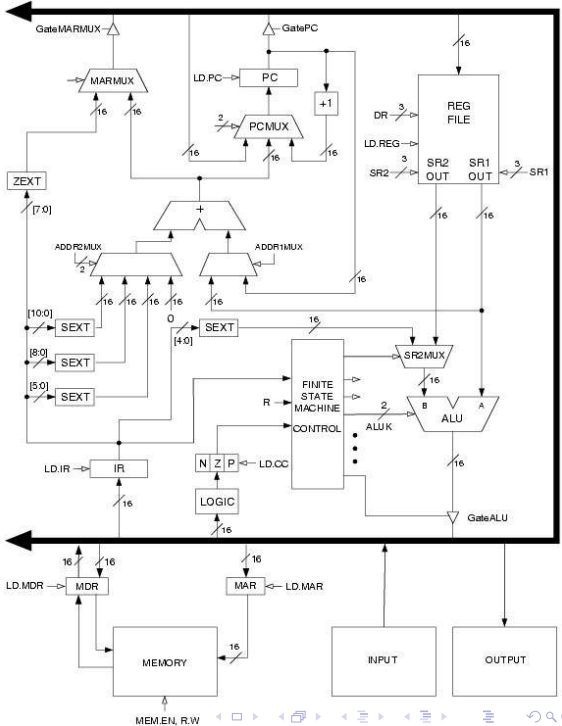 GateMARMUX
GatePC
16
MARMUX
LD.PC
PC
+1
REG
FILE
DR
3
LD.REG
SR2
3
SR2
OUT
SR1
OUT
3
SR1
16
16
2
PCMUX
16
16
16
ZEXT
[7:0]
+
16
16
ADDR2MUX
2
ADDR1MUX
16
[10:0]
SEXT
16
16
16
0
[4:0]
SEXT
16
16
16
[8:0]
SEXT
[5:0]
SEXT
SR2MUX
16
FINITE
STATE
MACHINE
CONTROL
R
2
ALUK
B
A
ALU
16
LD.IR
IR
16
N Z P
LD.CC
LOGIC
16
GateALU
16
16
16
LD.MDR
MDR
MAR
LD.MAR
16
MEMORY
INPUT
OUTPUT
MEM.EN, R.W